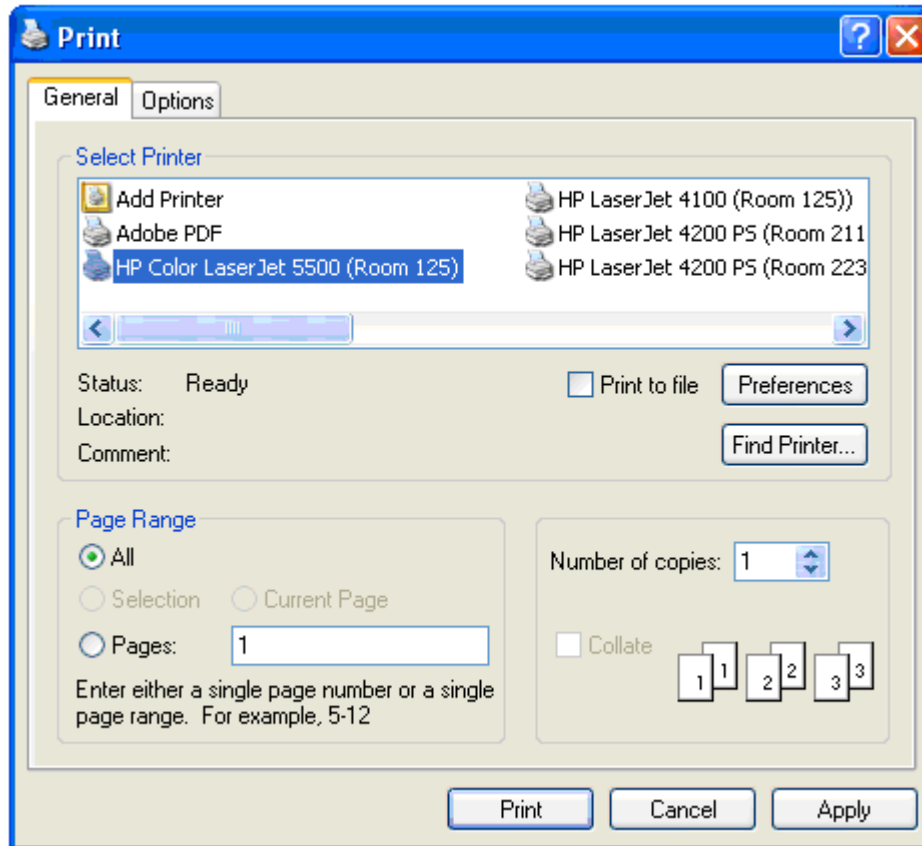 Print
General Options
Select Printer
Add Printer
Adobe PDF
HP Color LaserJet 5500 (Room 125)
HP LaserJet 4100 (Room 125))
HP LaserJet 4200 PS (Room 211
HP LaserJet 4200 PS (Room 223
Status: Ready
Location:
Comment:
Print to file
Preferences
Find Printer...
Page Range
All
Selection Current Page
Pages: 1
Enter either a single page number or a single
page range. For example, 5-12
Number of copies: 1
Collate
1 1 2 2 3 3
Print Cancel Apply